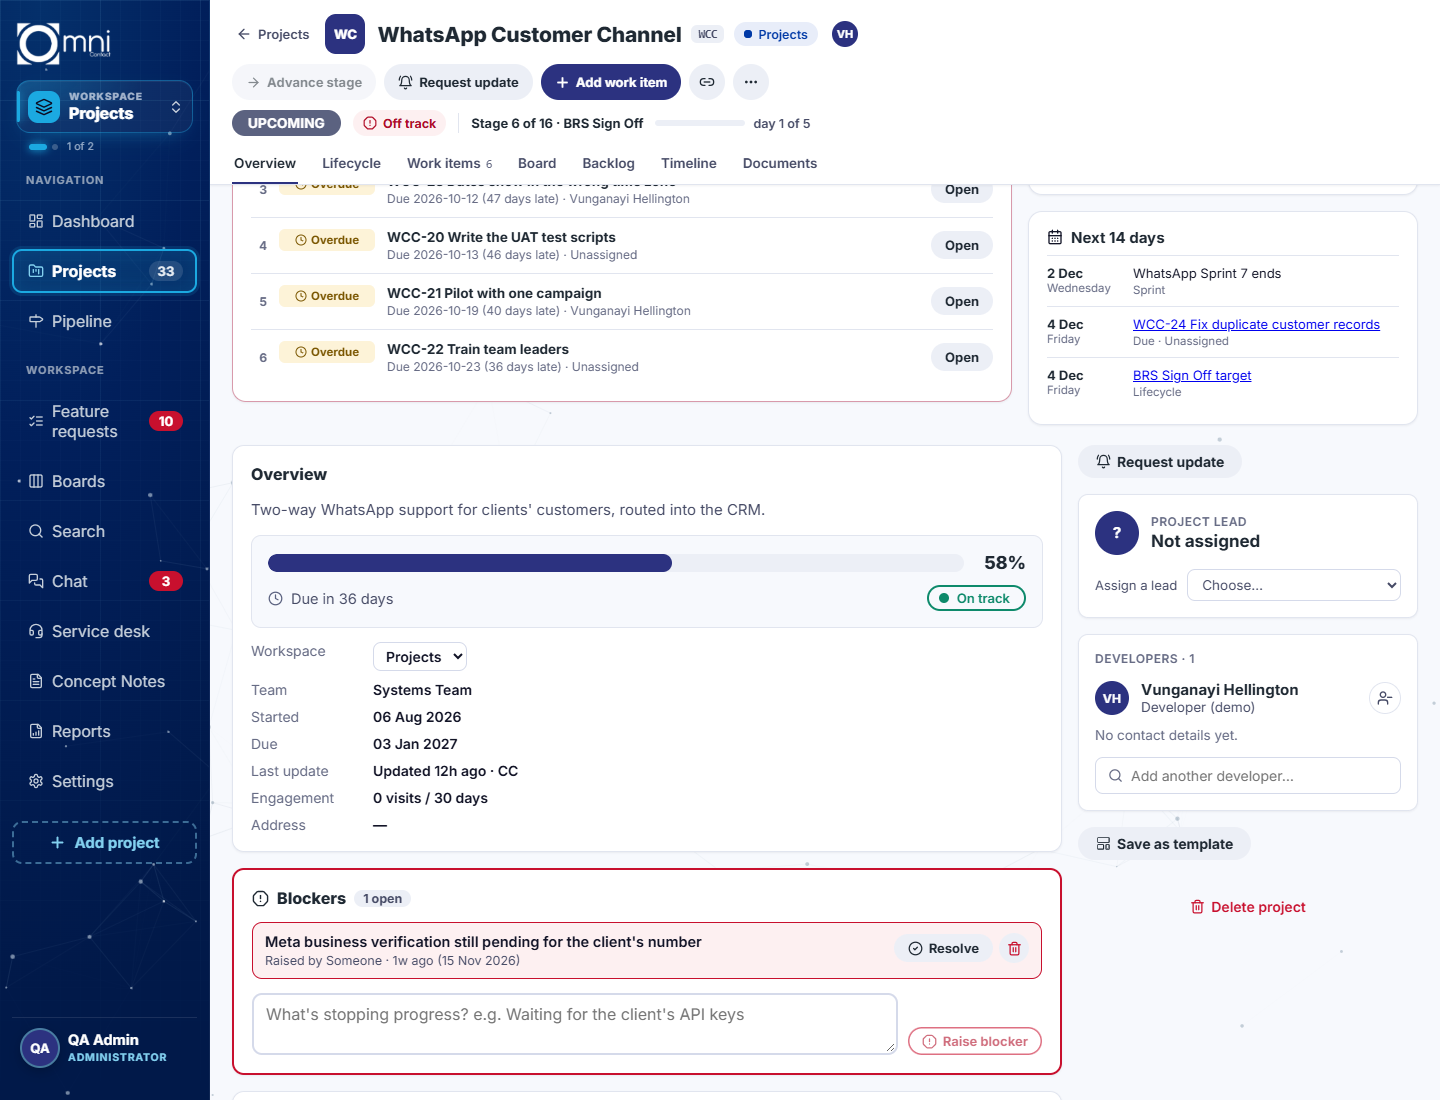 Omni
Contact
WORKSPACE
Projects
1 of 2
NAVIGATION
Dashboard
Projects 33
Pipeline
WORKSPACE
Feature requests 10
Boards
Search
Chat 3
Service desk
Concept Notes
Reports
Settings
Add project
QA QA Admin
ADMINISTRATOR
Projects WC WhatsApp Customer Channel WCC Projects VH
Advance stage Request update Add work item
UPCOMING Off track Stage 6 of 16 · BRS Sign Off day 1 of 5
Overview Lifecycle Work items 6 Board Backlog Timeline Documents
3 Overdue Open
Due 2026-10-12 (47 days late) · Vunganayi Hellington
4 Overdue WCC-20 Write the UAT test scripts Open
Due 2026-10-13 (46 days late) · Unassigned
5 Overdue WCC-21 Pilot with one campaign Open
Due 2026-10-19 (40 days late) · Vunganayi Hellington
6 Overdue WCC-22 Train team leaders Open
Due 2026-10-23 (36 days late) · Unassigned
Next 14 days
2 Dec WhatsApp Sprint 7 ends
Wednesday Sprint
4 Dec WCC-24 Fix duplicate customer records
Friday Due · Unassigned
4 Dec BRS Sign Off target
Friday Lifecycle
Overview
Two-way WhatsApp support for clients' customers, routed into the CRM.
58%
Due in 36 days On track
Workspace Projects
Team Systems Team
Started 06 Aug 2026
Due 03 Jan 2027
Last update Updated 12h ago · CC
Engagement 0 visits / 30 days
Address —
Blockers 1 open
Meta business verification still pending for the client's number
Raised by Someone · 1w ago (15 Nov 2026)
Resolve
What's stopping progress? e.g. Waiting for the client's API keys
Raise blocker
Request update
? PROJECT LEAD
Not assigned
Assign a lead Choose...
DEVELOPERS · 1
VH Vunganayi Hellington
Developer (demo)
No contact details yet.
Add another developer...
Save as template
Delete project